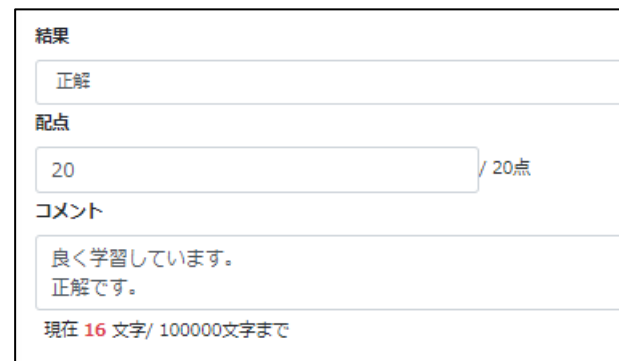 結果
正解
配点
20 / 20点
コメント
良く学習しています。
正解です。
現在 16 文字/ 100000文字まで